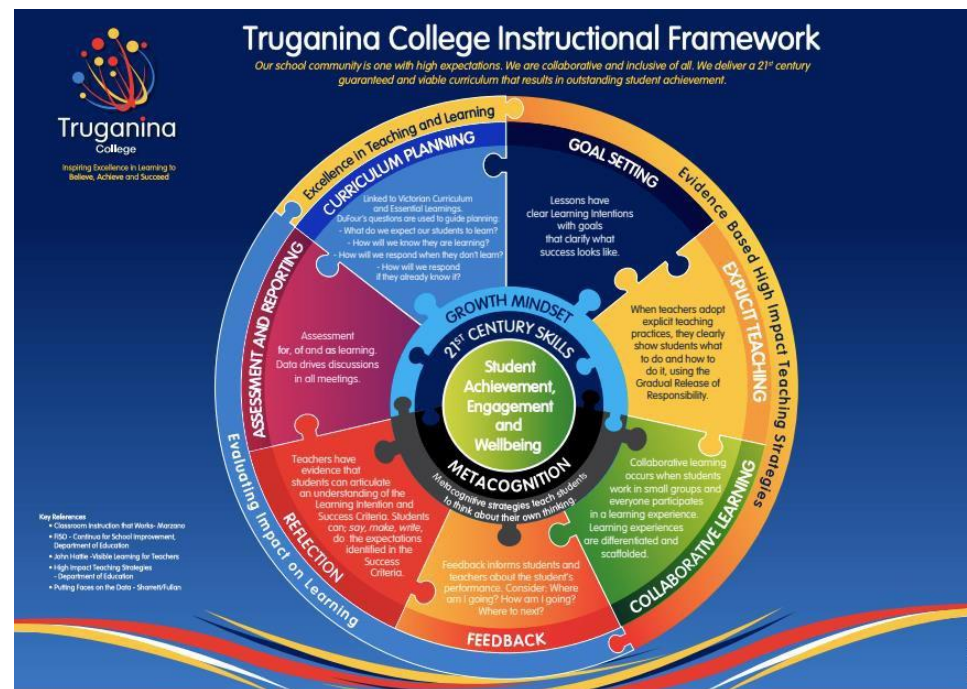 Truganina College Instructional Framework
Our school community is one with high expectations. We are collaborative and inclusive of all. We deliver a 21st century
guaranteed and viable curriculum that results in outstanding student achievement.
Truganina
College
Inspiring Excellence in Learning to
Believe, Achieve and Succeed
Excellence in Teaching and Learning
CURRICULUM PLANNING
Linked to Victorian Curriculum
and Essential Learnings.
DuFour's questions are used to guide planning:
- What do we expect our students to learn?
- How will we know they are learning?
- How will we respond when they don't learn?
- How will we respond
if they already know it?
GOAL SETTING
Lessons have
clear Learning Intentions
with goals
that clarify what
success looks like.
Evidence Based High Impact Teaching Strategies
EXPLICIT TEACHING
When teachers adopt
explicit teaching
practices, they clearly
show students what
to do and how to
do it, using the
Gradual Release of
Responsibility.
COLLABORATIVE LEARNING
Collaborative learning
occurs when students
work in small groups and
everyone participates
in a learning experience.
Learning experiences
are differentiated and
scaffolded.
FEEDBACK
Feedback informs students and
teachers about the student's
performance. Consider: Where
am i going? How am i going?
Where to next?
REFLECTION
Teachers have
evidence that
students can articulate
an understanding of the
Learning Intention and
Success Criteria. Students
can; say, make, write,
do the expectations
identified in the
Success
Criteria.
Evaluating Impact on Learning
ASSESSMENT AND REPORTING
Assessment
for, of and as learning.
Data drives discussions
in all meetings.
GROWTH MINDSET
21ST CENTURY SKILLS
Student
Achievement,
Engagement
and
Wellbeing
METACOGNITION
Metacognitive strategies teach students
to think about their own thinking.
Key References
• Classroom Instruction that Works- Marzano
• FISO - Continua for School Improvement,
Department of Education
• John Hattie -Visible Learning for Teachers
• High Impact Teaching Strategies
- Department of Education
• Putting Faces on the Data - Sharratt/Fullan